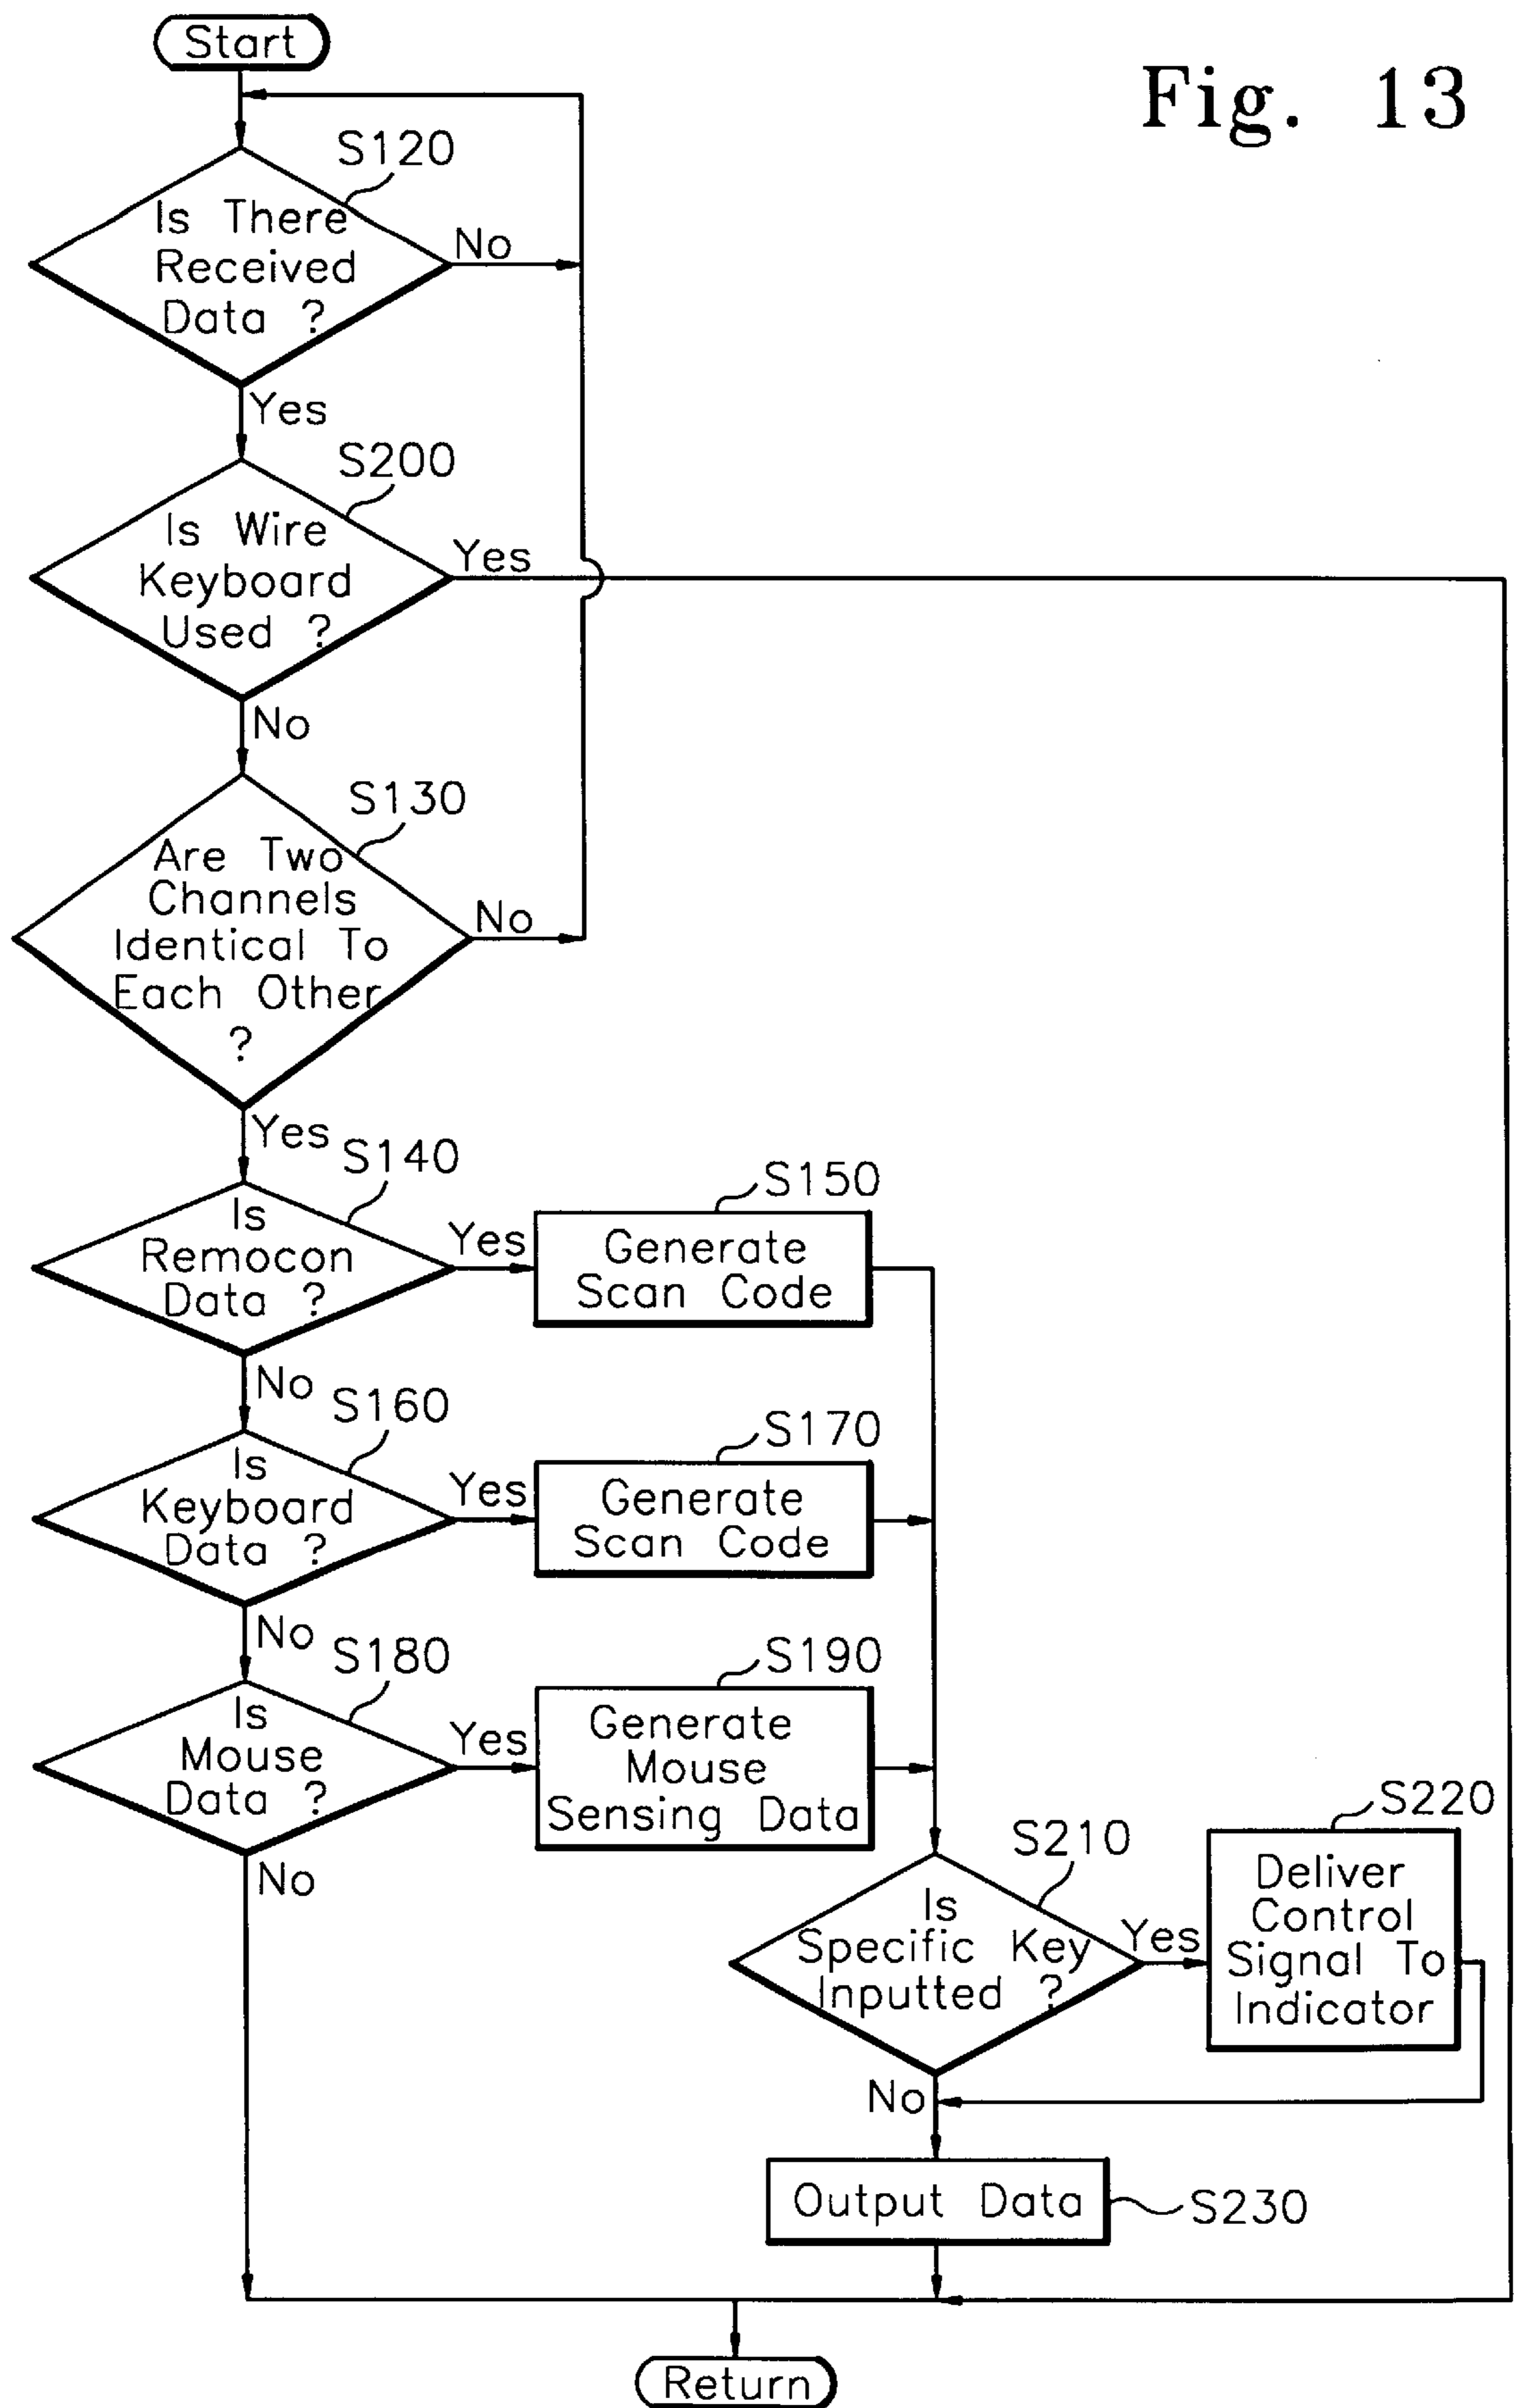 Fig. 13
Start
S120
Is There
Received
Data ?
No
Yes
S200
Is Wire
Keyboard
Used ?
Yes
No
S130
Are Two
Channels
Identical To
Each Other
?
No
Yes
S140
Is
Remocon
Data ?
Yes
S150
Generate
Scan Code
No
S160
Is
Keyboard
Data ?
Yes
S170
Generate
Scan Code
No
S180
Is
Mouse
Data ?
Yes
S190
Generate
Mouse
Sensing Data
No
S210
Is
Specific Key
Inputted ?
Yes
S220
Deliver
Control
Signal To
Indicator
No
Output Data
S230
Return